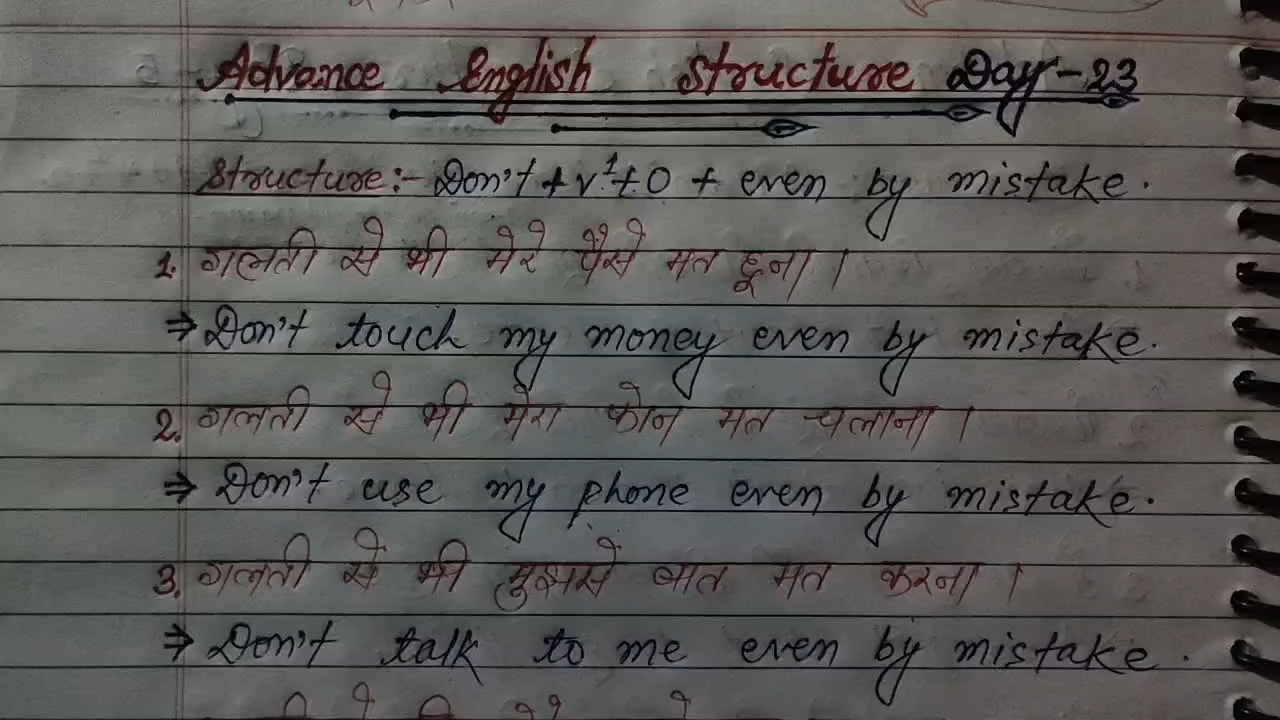 Advance English Structure Day-23
Structure:- Don't + v¹ + O + even by mistake.
1. गलती से भी मेरे पैसे मत छूना।
⇒ Don't touch my money even by mistake.
2. गलती से भी मेरा फोन मत चलाना।
⇒ Don't use my phone even by mistake.
3. गलती से भी मुझसे बात मत करना।
⇒ Don't talk to me even by mistake.